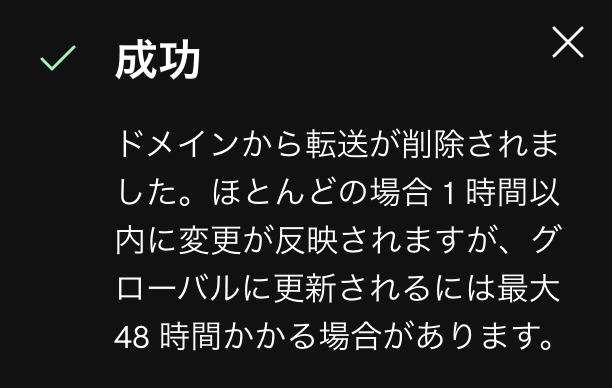 成功
ドメインから転送が削除されま
した。ほとんどの場合 1 時間以
内に変更が反映されますが、グ
ローバルに更新されるには最大
48 時間かかる場合があります。